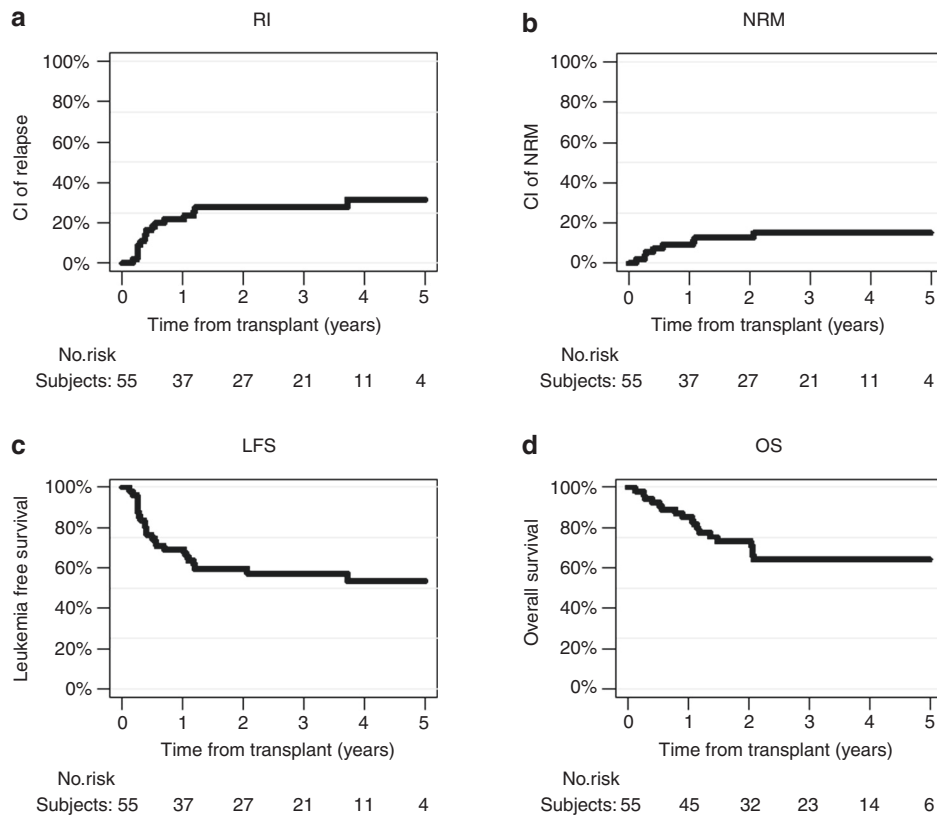 a
RI
CI of relapse
100%
80%
60%
40%
20%
0%
0 1 2 3 4 5
Time from transplant (years)
No.risk
Subjects: 55 37 27 21 11 4
b
NRM
CI of NRM
100%
80%
60%
40%
20%
0%
0 1 2 3 4 5
Time from transplant (years)
No.risk
Subjects: 55 37 27 21 11 4
c
LFS
Leukemia free survival
100%
80%
60%
40%
20%
0%
0 1 2 3 4 5
Time from transplant (years)
No.risk
Subjects: 55 37 27 21 11 4
d
OS
Overall survival
100%
80%
60%
40%
20%
0%
0 1 2 3 4 5
Time from transplant (years)
No.risk
Subjects: 55 45 32 23 14 6